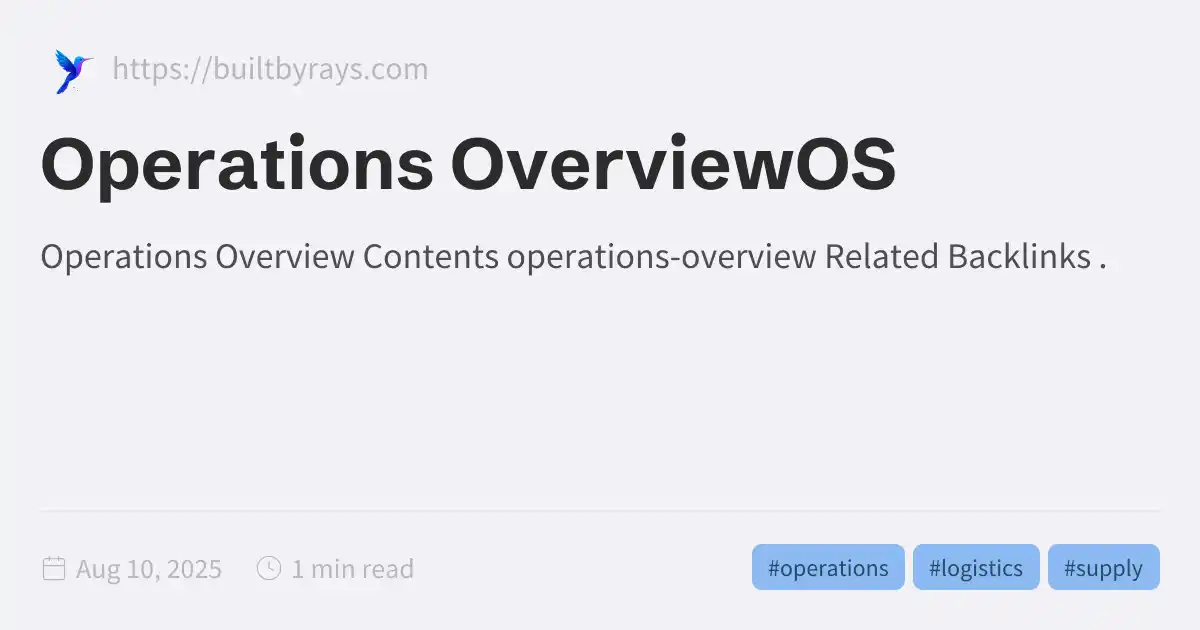 https://builtbyrays.com
Operations OverviewOS
Operations Overview Contents operations-overview Related Backlinks .
Aug 10, 2025 1 min read #operations #logistics #supply